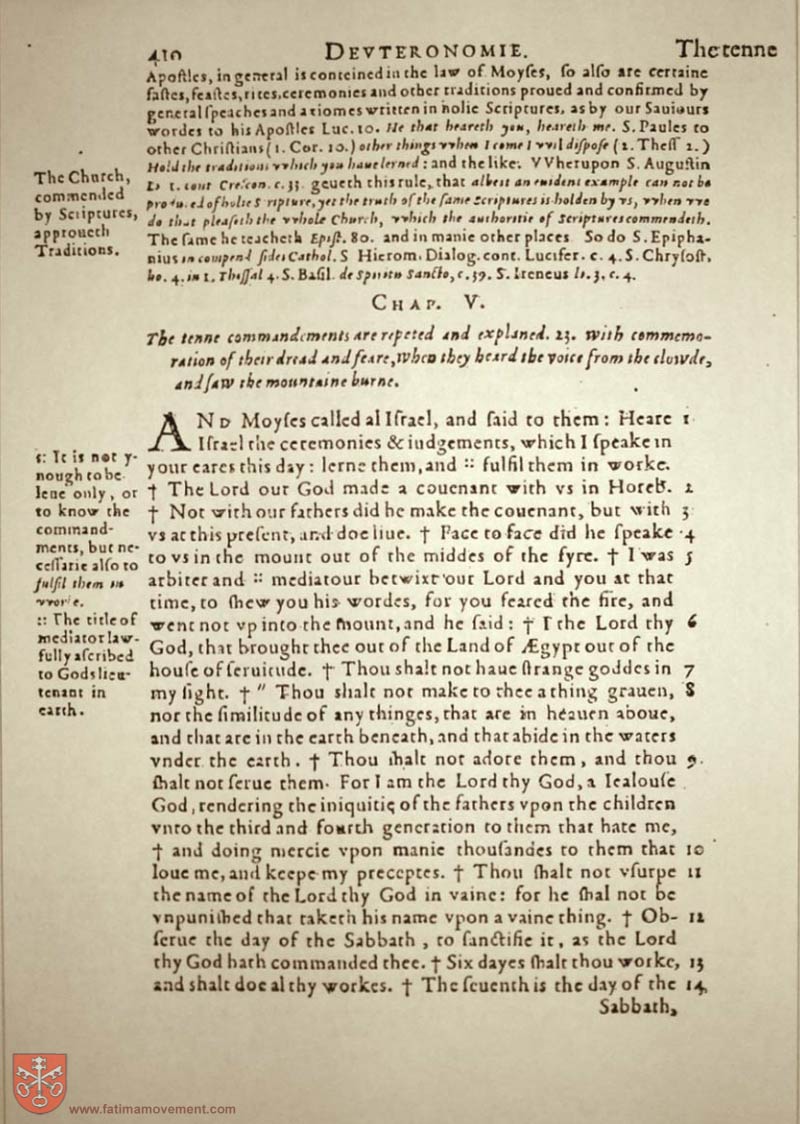 410 DEVTERONOMIE. The tenne
Apoſtles, in general is conteined in the law of Moyſes, ſo alſo are certaine
faſtes, feaſtes, rites, ceremonies and other traditions proued and confirmed by
general ſpeaches and axiomes written in holie Scriptures, as by our Sauiours
wordes to his Apoſtles Luc. 10. He that heareth you, heareth me. S. Paules to
other Chriſtians (1. Cor. 10.) other things vvhen I come I vvil diſpoſe (2. Theſſ 2.)
Hold the traditions vvhich you haue lerned: and the like. VVherupon S. Auguſtin
li 1. cont Creſcon. c. 33 geueth this rule, that albeit an euident example can not be
produced of holie Scripture, yet the truth of the ſame Scriptures is holden by vs, vvhen vve
do that pleaſeth the vvhole Church, vvhich the authoritie of Scriptures commendeth.
The ſame he teacheth Epiſt. 80. and in manie other places So do S. Epipha-
nius in compend fidei Cathol. S Hierom. Dialog. cont. Lucifer. c. 4. S. Chryſoſt,
ho. 4. in 1. Theſſal 4. S. Baſil. de Spiritu Sancto, c. 39. S. Ireneus li. 3. c. 4.
The Church,
commended
by Scriptures,
approueth
Traditions.
CHAP. V.
The tenne commandements are repeted and explaned. 23. with commemo-
ration of their dread and feare, when they heard the voice from the clowde,
and ſaw the mountaine burne.
AND Moyſes called al Iſrael, and ſaid to them: Heare 1
Iſrael the ceremonies & iudgements, which I ſpeake in
your eares this day: lerne them, and :: fulfil them in worke.
† The Lord our God made a couenant with vs in Horeb. 2
† Not with our fathers did he make the couenant, but with 3
vs at this preſent, and doe liue. † Face to face did he ſpeake 4
to vs in the mount out of the middes of the fyre. † I was 5
arbiter and :: mediatour betwixt our Lord and you at that
time, to ſhew you his wordes, for you feared the fire, and
went not vp into the mount, and he ſaid: † I the Lord thy 6
God, that brought thee out of the Land of Ægypt out of the
houſe of ſeruitude. † Thou shalt not haue ſtrange goddes in 7
my ſight. † " Thou shalt not make to thee a thing grauen, 8
nor the ſimilitude of any thinges, that are in heauen aboue,
and that are in the earth beneath, and that abide in the waters
vnder the earth. † Thou ſhalt not adore them, and thou 9.
ſhalt not ſerue them. For I am the Lord thy God, a Iealouſe
God, rendering the iniquitie of the fathers vpon the children
vnto the third and fourth generation to them that hate me,
† and doing mercie vpon manie thouſandes to them that 10
loue me, and keepe my preceptes. † Thou ſhalt not vſurpe 11
the name of the Lord thy God in vaine: for he ſhal not be
vnpuniſhed that taketh his name vpon a vaine thing. † Ob- 12
ſerue the day of the Sabbath, to ſanctifie it, as the Lord
thy God hath commanded thee. † Six dayes ſhalt thou worke, 13
and shalt doe al thy workes. † The ſeuenth is the day of the 14
Sabbath,
:: It is not y-
nough to be-
leue only, or
to know the
command-
ments, but ne-
ceſſarie alſo to
fulfil them in
vvorke.
:: The title of
mediator law-
fully aſcribed
to Gods lieu-
tenant in
earth.
www.fatimamovement.com